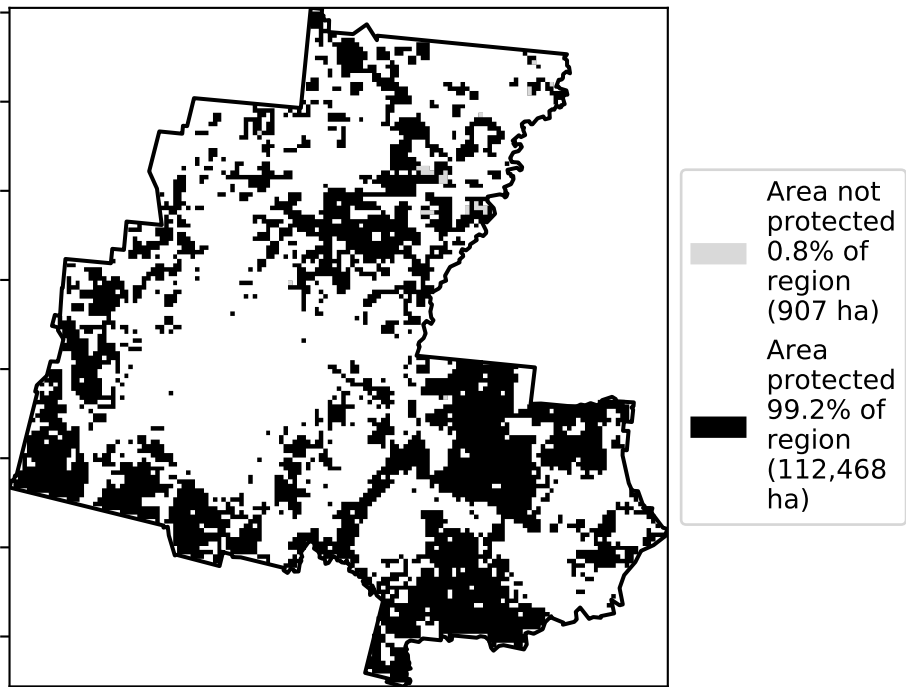 Area not
protected
0.8% of
region
(907 ha)
Area
protected
99.2% of
region
(112,468
ha)